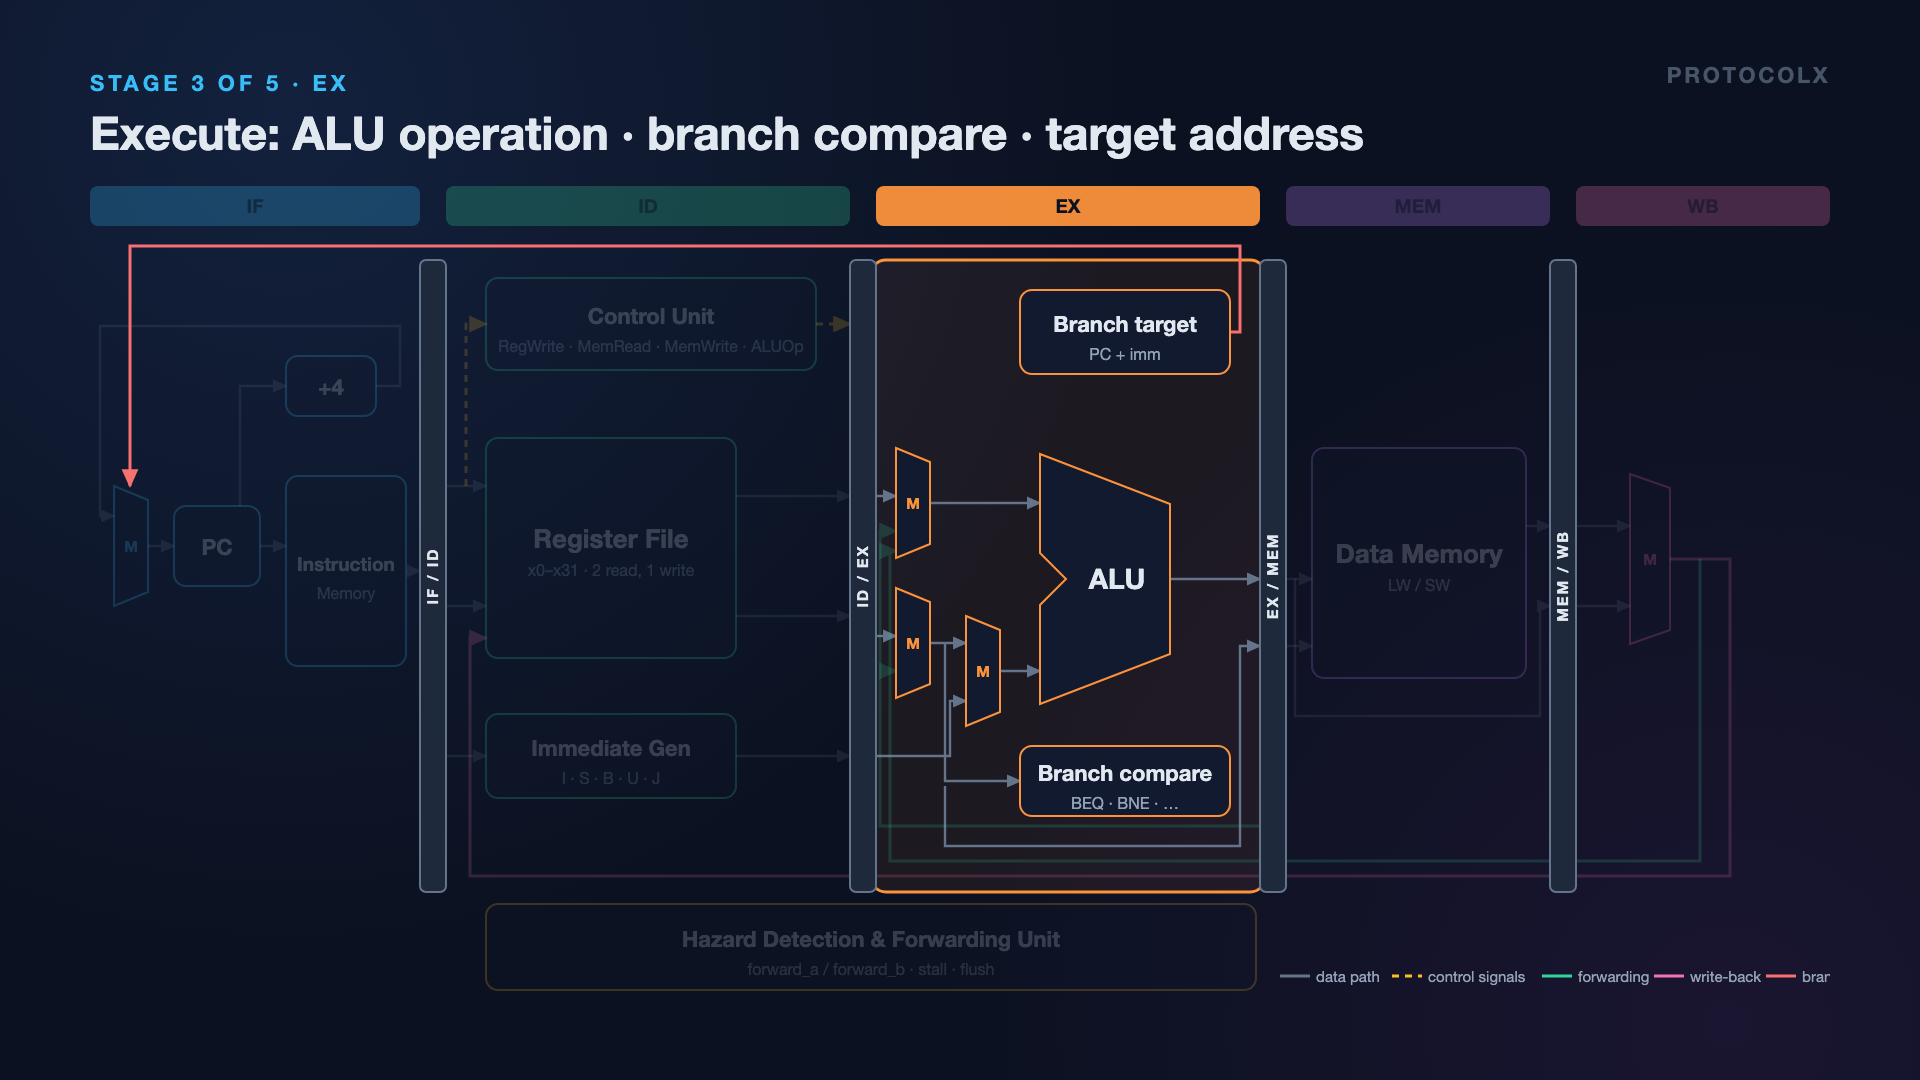 STAGE 3 OF 5 · EX
PROTOCOLX
Execute: ALU operation · branch compare · target address
IF
ID
EX
MEM
WB
Control Unit
RegWrite · MemRead · MemWrite · ALUOp
Branch target
PC + imm
+4
M
PC
Instruction
Memory
IF / ID
Register File
x0–x31 · 2 read, 1 write
ID / EX
M
M
M
ALU
EX / MEM
Data Memory
LW / SW
MEM / WB
M
Immediate Gen
I · S · B · U · J
Branch compare
BEQ · BNE · …
Hazard Detection & Forwarding Unit
forward_a / forward_b · stall · flush
data path
control signals
forwarding
write-back
brar